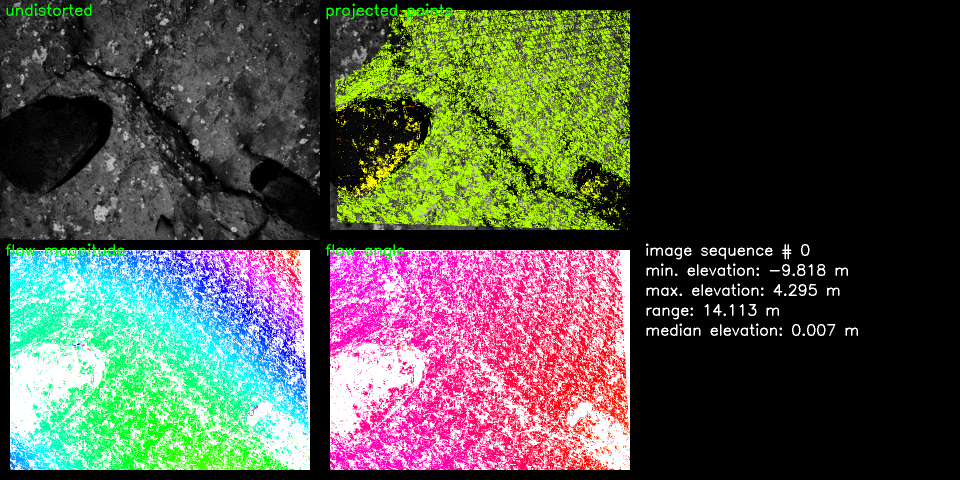 undistorted
projected points
flow magnitude
flow angle
image sequence # 0
min. elevation: -9.818 m
max. elevation: 4.295 m
range: 14.113 m
median elevation: 0.007 m